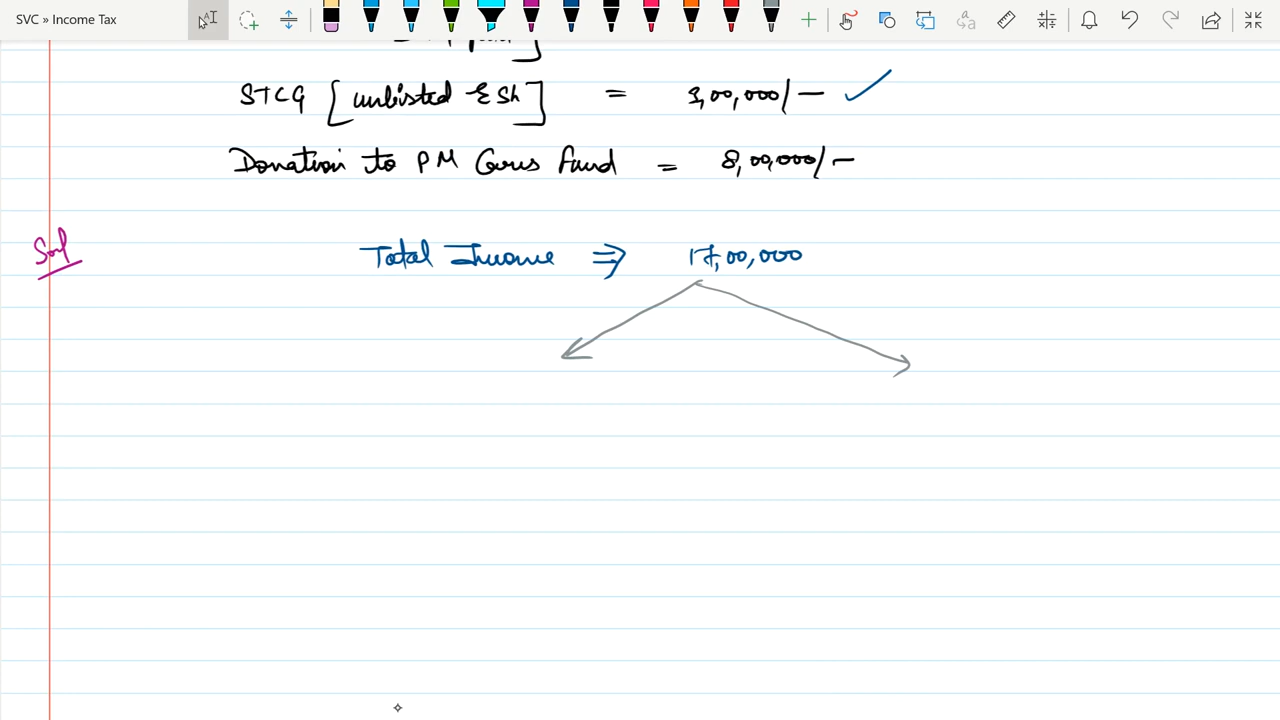 SVC » Income Tax
STCG [unlisted E Sh] = 3,00,000/-
Donation to PM Cares Fund = 8,00,000/-
Sol
Total Income ⇒ 17,00,000